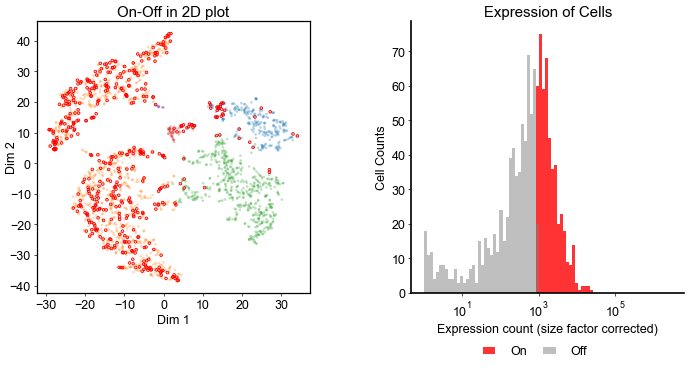 On-Off in 2D plot
Expression of Cells
40
30
20
10
0
−10
−20
−30
−40
Dim 2
−30 −20 −10 0 10 20 30
Dim 1
70
60
50
40
30
20
10
0
Cell Counts
10^1 10^3 10^5
Expression count (size factor corrected)
On Off